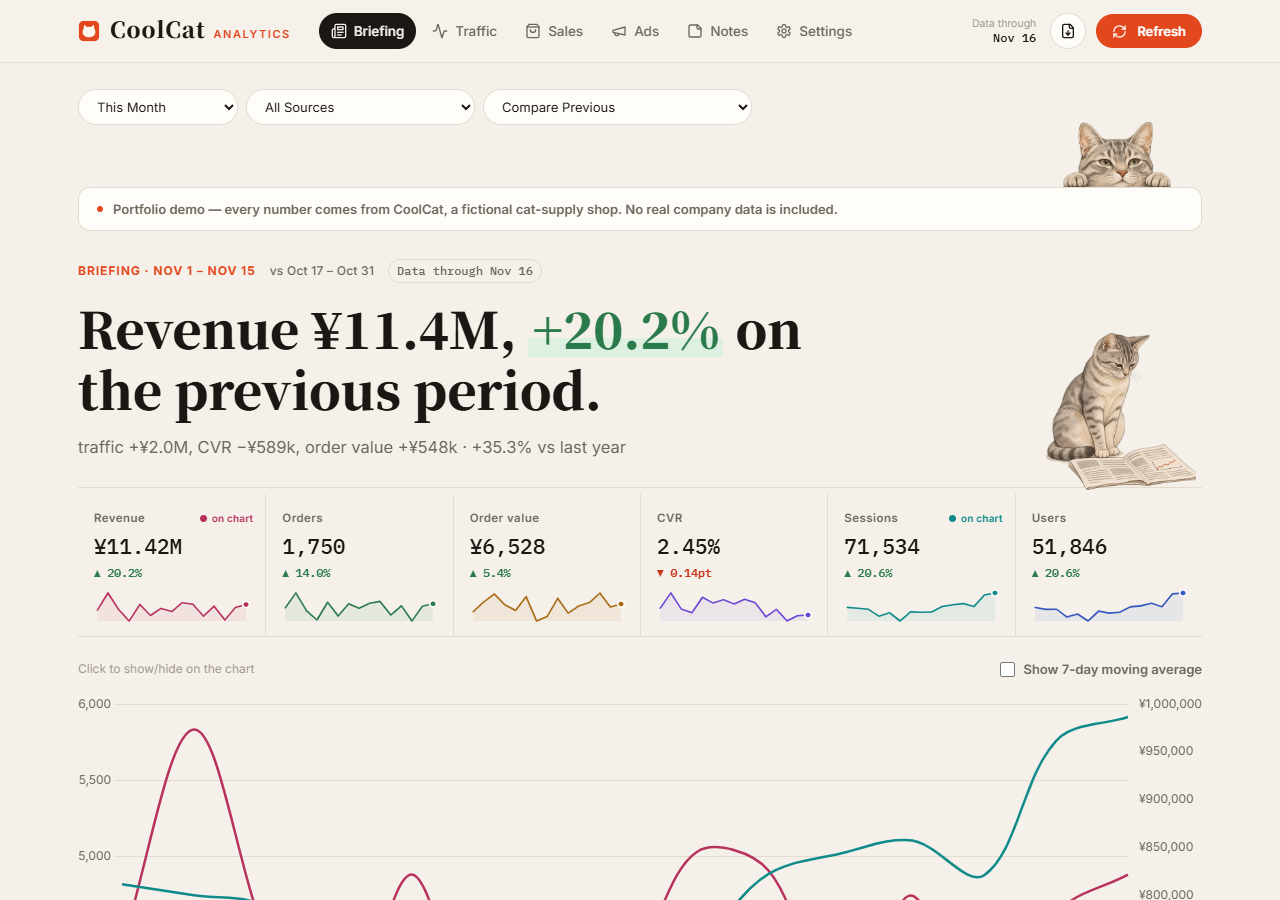 CoolCat ANALYTICS
Briefing
Traffic
Sales
Ads
Notes
Settings
Data through
Nov 16
Refresh
This Month
All Sources
Compare Previous
Portfolio demo — every number comes from CoolCat, a fictional cat-supply shop. No real company data is included.
BRIEFING · NOV 1 – NOV 15
vs Oct 17 – Oct 31
Data through Nov 16
Revenue ¥11.4M, +20.2% on
the previous period.
traffic +¥2.0M, CVR −¥589k, order value +¥548k · +35.3% vs last year
Revenue
on chart
¥11.42M
▲ 20.2%
Orders
1,750
▲ 14.0%
Order value
¥6,528
▲ 5.4%
CVR
2.45%
▼ 0.14pt
Sessions
on chart
71,534
▲ 20.6%
Users
51,846
▲ 20.6%
Click to show/hide on the chart
Show 7-day moving average
6,000
5,500
5,000
¥1,000,000
¥950,000
¥900,000
¥850,000
¥800,000